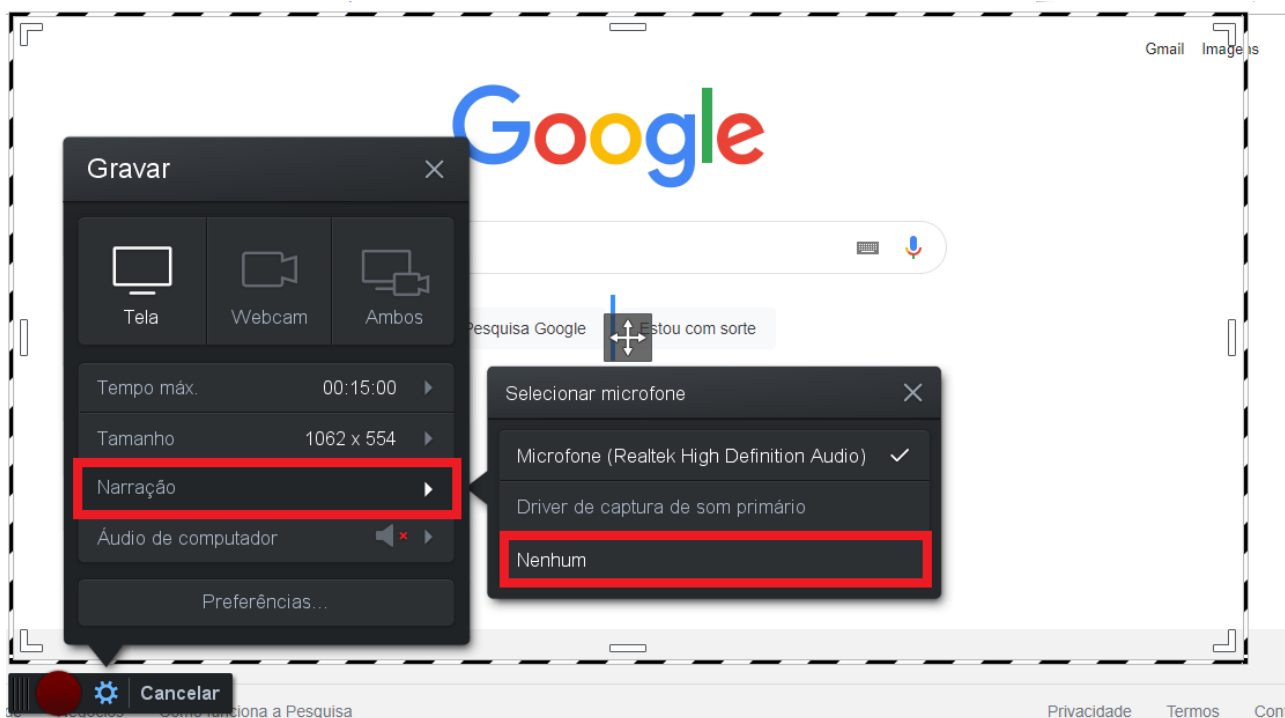 Gmail Imagens
Google
Gravar
Tela Webcam Ambos
Pesquisa Google Estou com sorte
Tempo máx. 00:15:00
Selecionar microfone
Tamanho 1062 x 554
Microfone (Realtek High Definition Audio)
Narração
Driver de captura de som primário
Áudio de computador
Nenhum
Preferências...
Cancelar
Negócios Como funciona a Pesquisa
Privacidade Termos